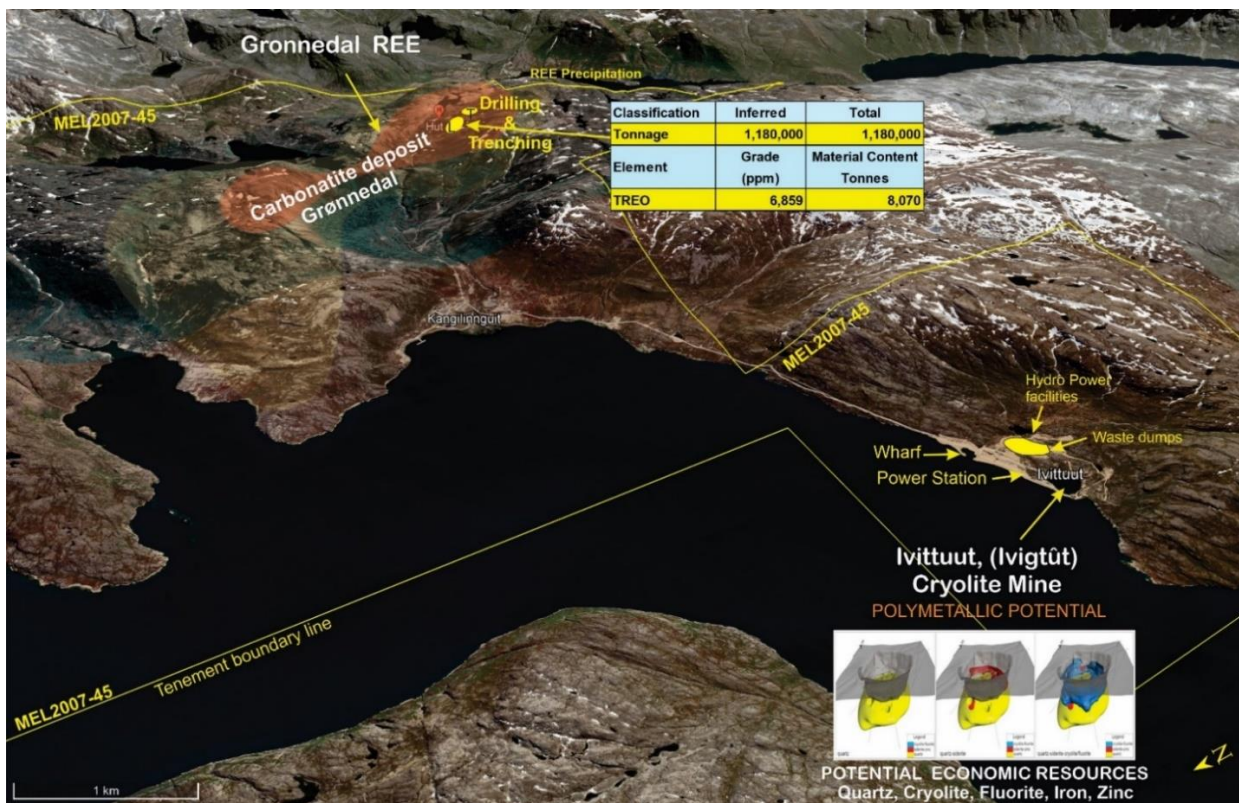 Gronnedal REE
REE Precipitation
MEL2007-45
Hut
Drilling
&
Trenching
Carbonatite deposit
Grønnedal
Classification Inferred Total
Tonnage 1,180,000 1,180,000
Element Grade (ppm) Material Content Tonnes
TREO 6,859 8,070
Kangilinnguit
MEL2007-45
Hydro Power
facilities
Waste dumps
Wharf
Power Station
Ivittuut
Ivittuut, (Ivigtût)
Cryolite Mine
POLYMETALLIC POTENTIAL
MEL2007-45
Tenement boundary line
Legend
Legend
Legend
N
POTENTIAL ECONOMIC RESOURCES
Quartz, Cryolite, Fluorite, Iron, Zinc
1 km